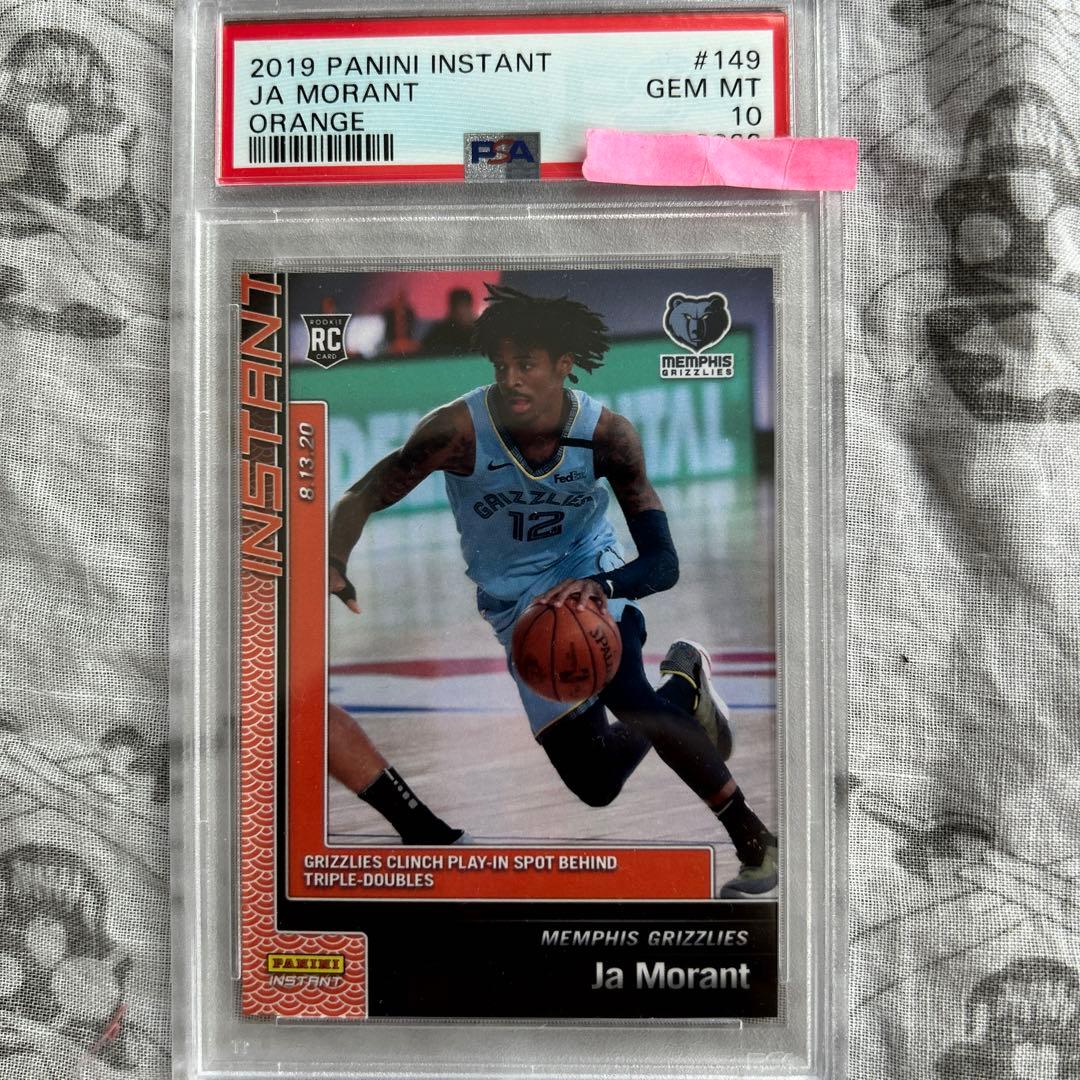 2019 PANINI INSTANT #149
JA MORANT GEM MT
ORANGE 10
PSA
INSTANT
8.13.20
ROOKIE
RC
CARD
MEMPHIS
GRIZZLIES
FedEx
GRIZZLIES
12
SPALDING
GRIZZLIES CLINCH PLAY-IN SPOT BEHIND
TRIPLE-DOUBLES
MEMPHIS GRIZZLIES
Ja Morant
PANINI
INSTANT